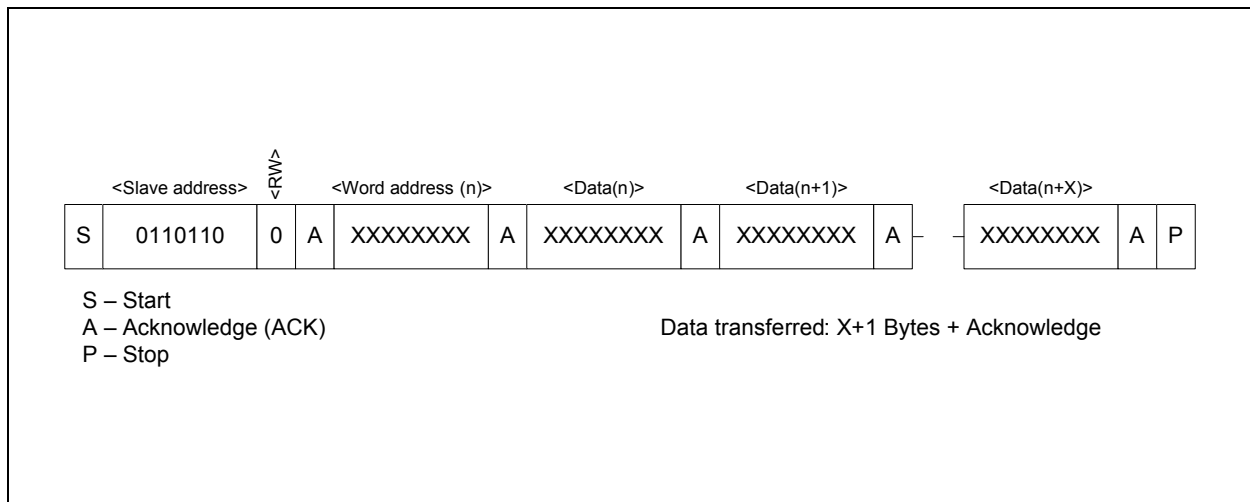 <Slave address> <RW> <Word address (n)> <Data(n)> <Data(n+1)> <Data(n+X)>
S 0110110 0 A XXXXXXXX A XXXXXXXX A XXXXXXXX A XXXXXXXX A P
S – Start
A – Acknowledge (ACK) Data transferred: X+1 Bytes + Acknowledge
P – Stop